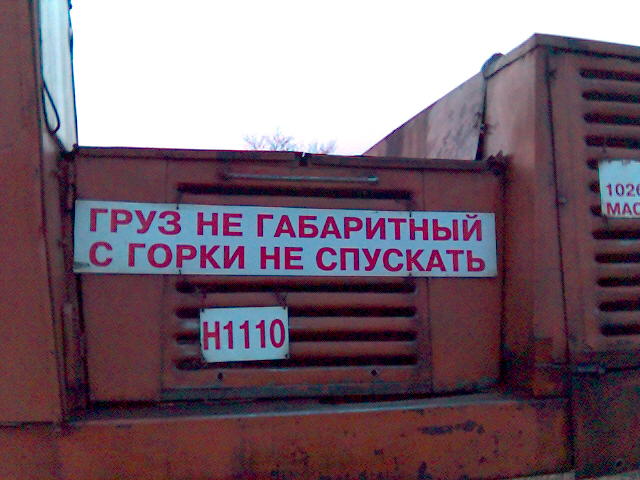 ГРУЗ НЕ ГАБАРИТНЫЙ
С ГОРКИ НЕ СПУСКАТЬ
Н1110